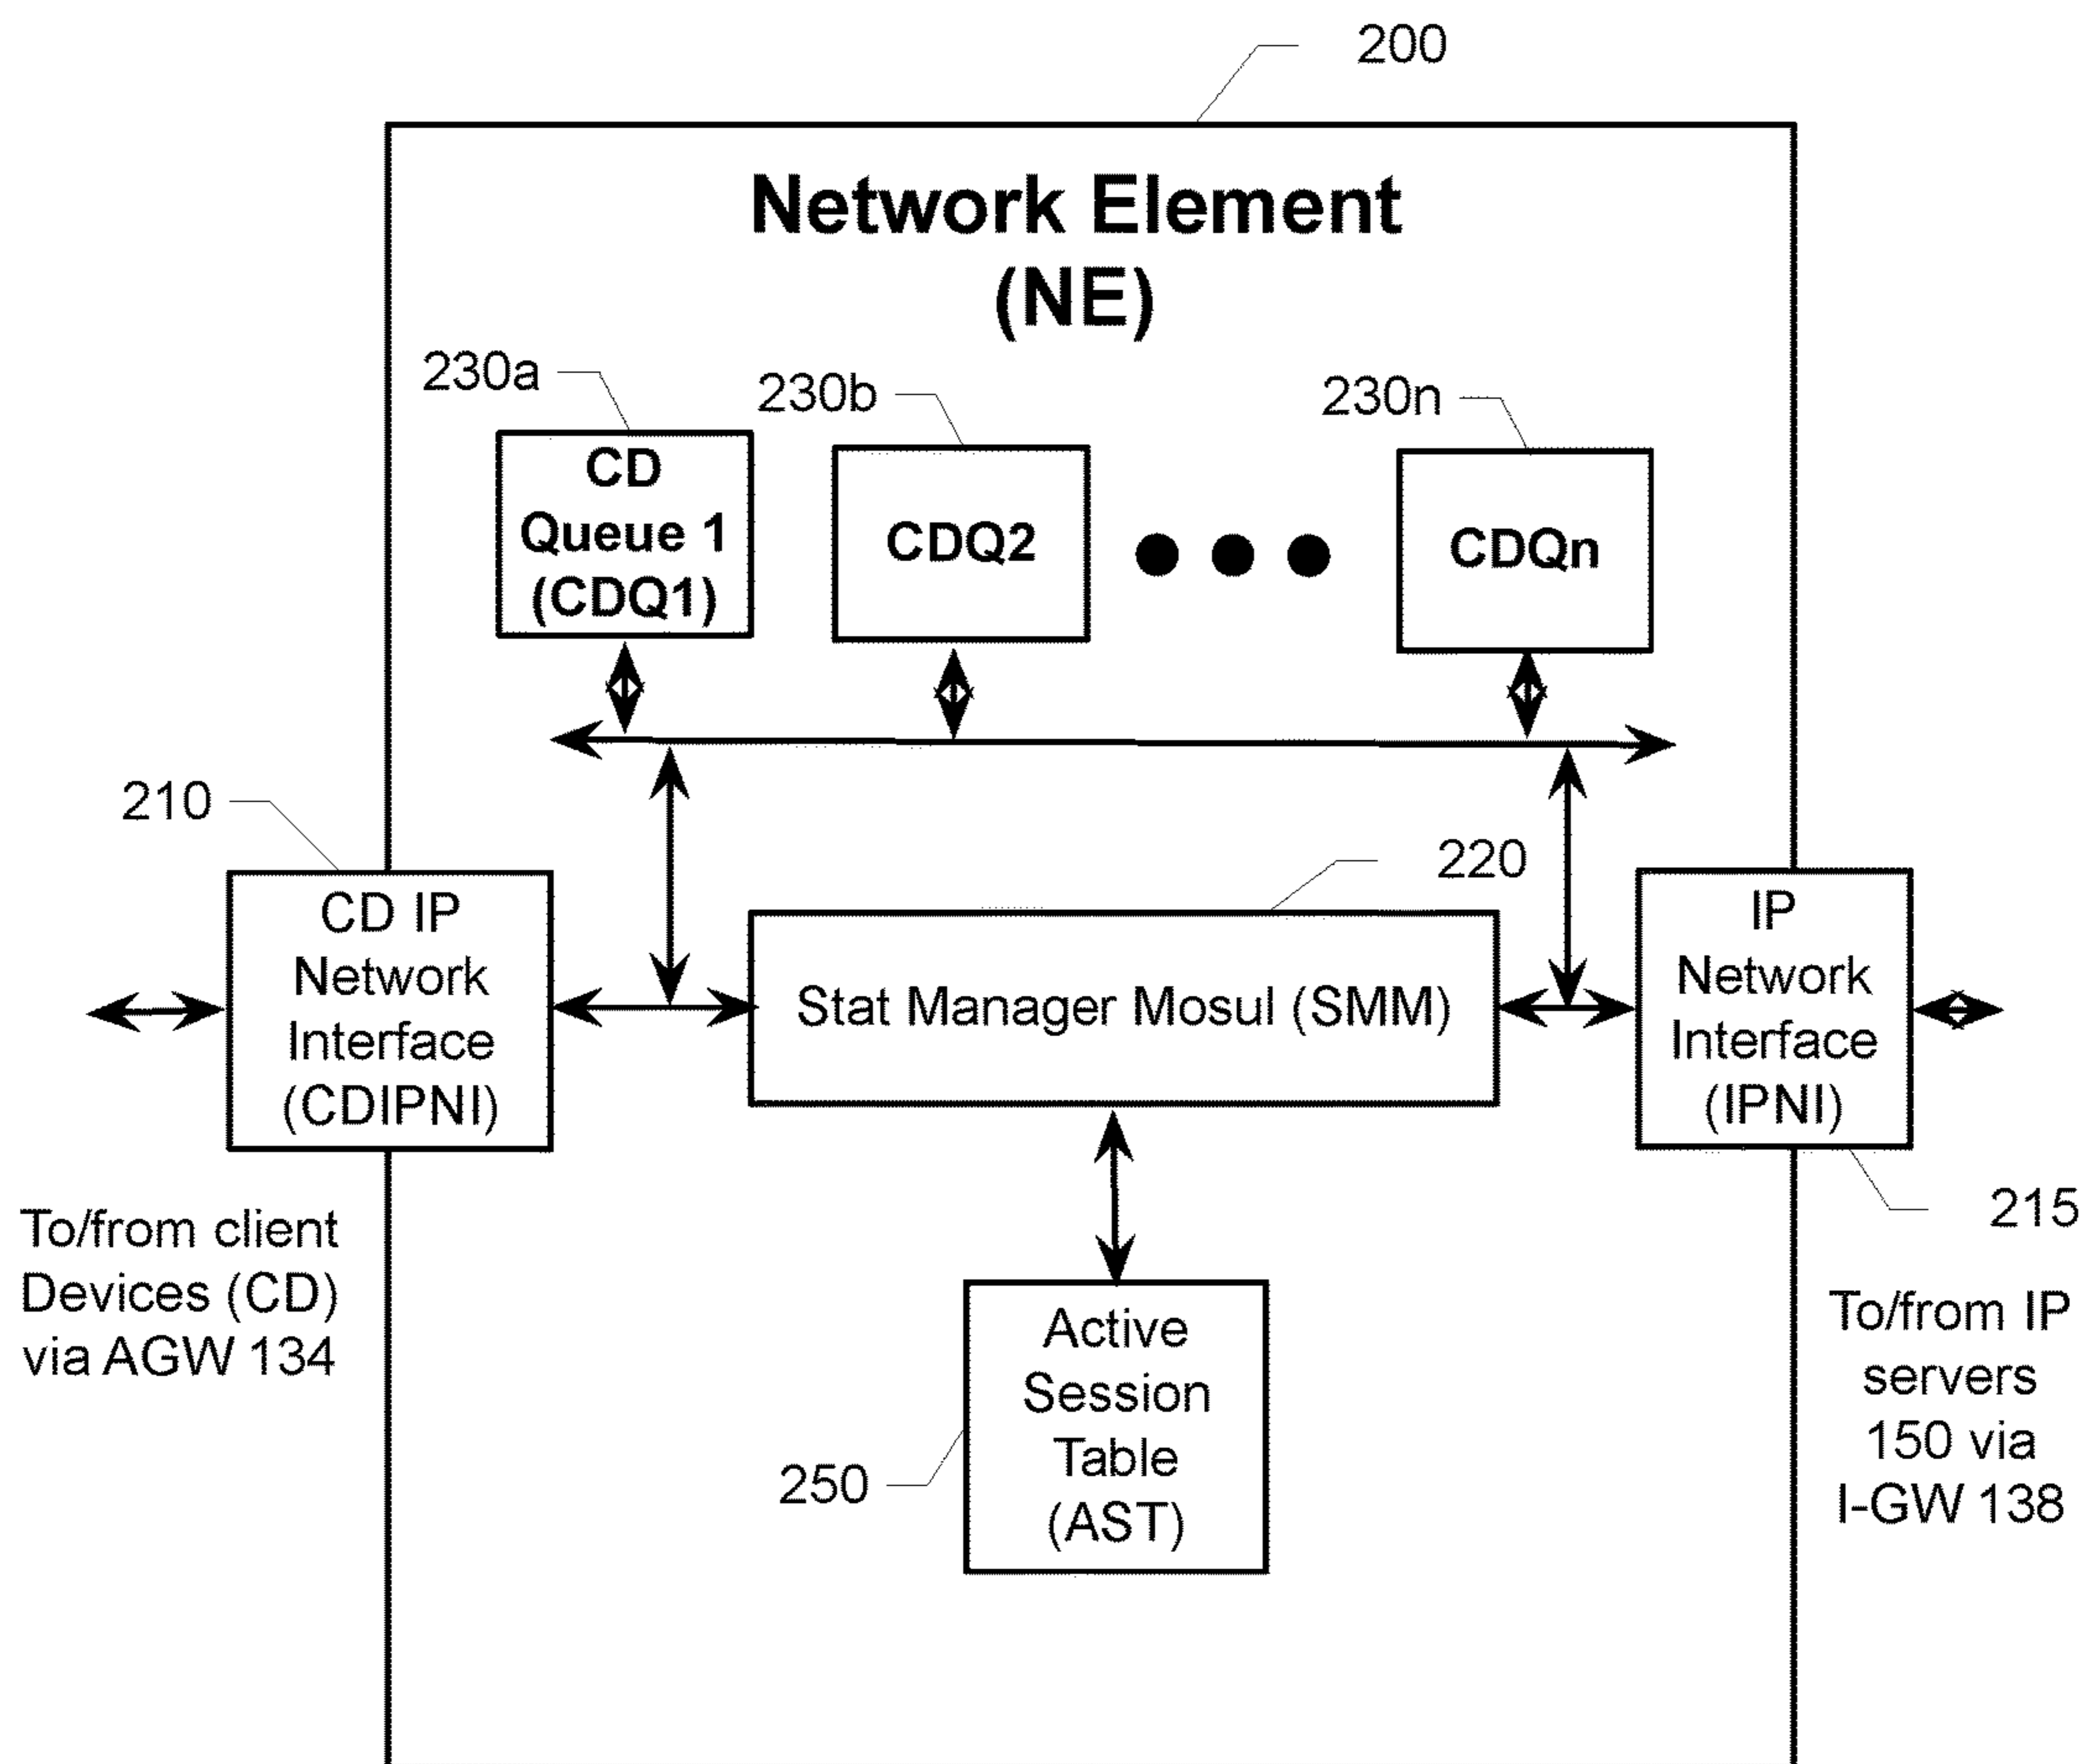 200
Network Element
(NE)
230a
230b
230n
CD
Queue 1
(CDQ1)
CDQ2
CDQn
210
220
CD IP
Network
Interface
(CDIPNI)
Stat Manager Mosul (SMM)
IP
Network
Interface
(IPNI)
215
To/from client
Devices (CD)
via AGW 134
To/from IP
servers
150 via
I-GW 138
Active
Session
Table
(AST)
250